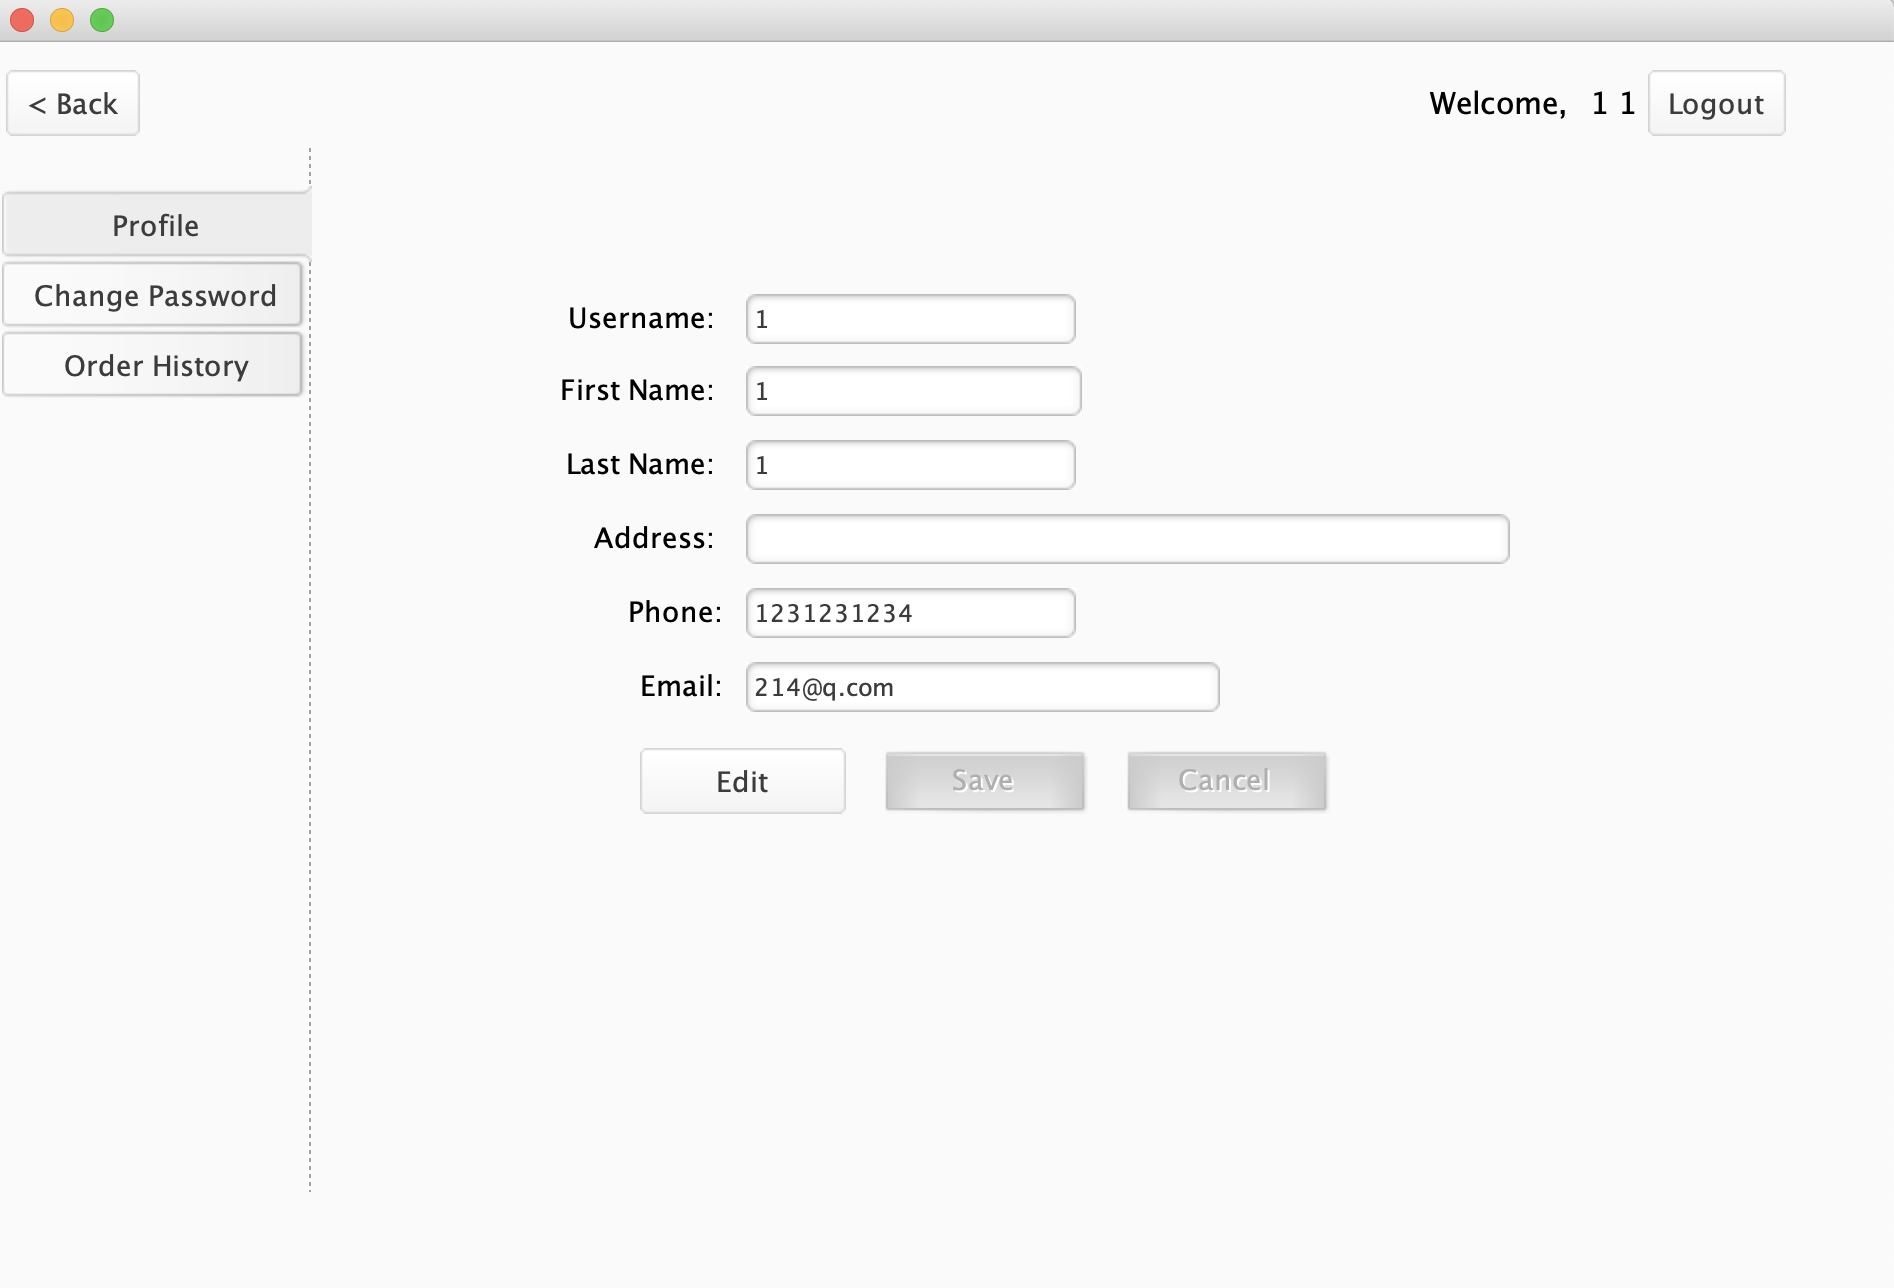 < Back
Welcome, 1 1 Logout
Profile
Change Password
Order History
Username: 1
First Name: 1
Last Name: 1
Address:
Phone: 1231231234
Email: 214@q.com
Edit Save Cancel